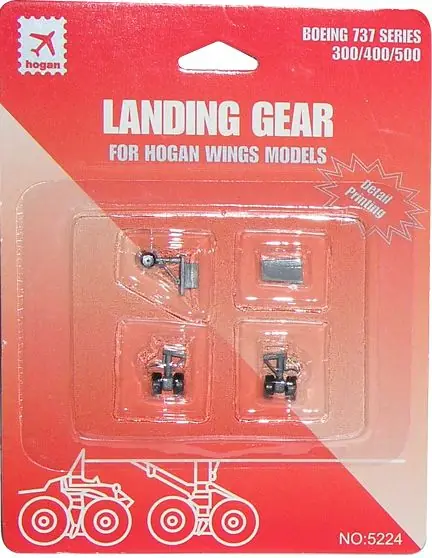 hogan
BOEING 737 SERIES
300/400/500
LANDING GEAR
FOR HOGAN WINGS MODELS
Detail
Printing
NO:5224